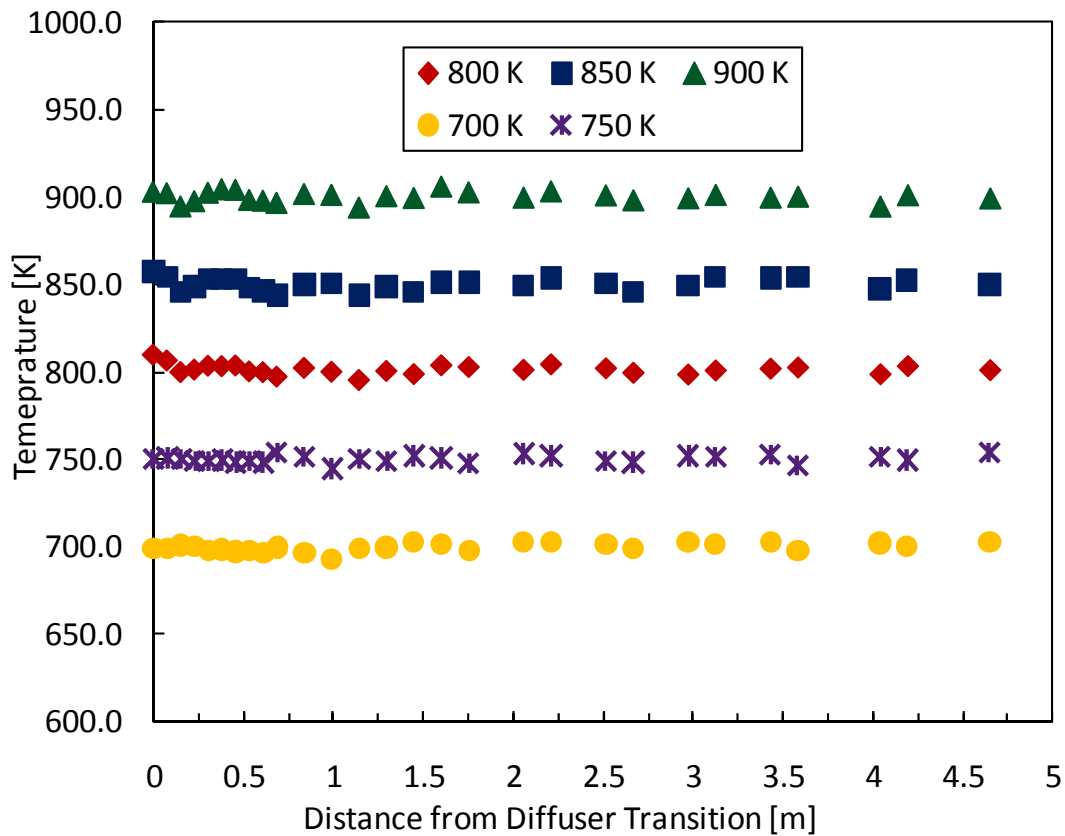 1000.0
950.0
900.0
850.0
800.0
750.0
700.0
650.0
600.0
Temeprature [K]
800 K 850 K 900 K
700 K 750 K
0 0.5 1 1.5 2 2.5 3 3.5 4 4.5 5
Distance from Diffuser Transition [m]